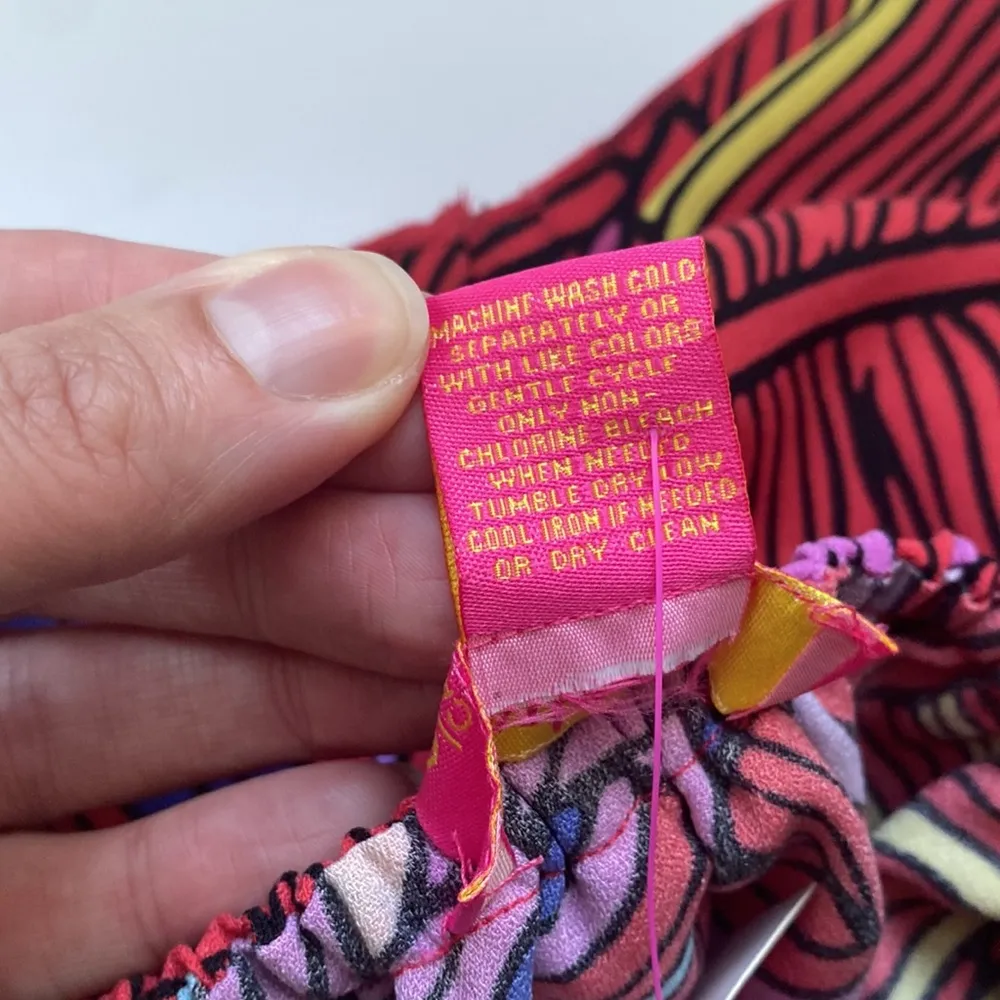 MACHINE WASH COLD
SEPARATELY OR
WITH LIKE COLORS
GENTLE CYCLE
ONLY NON-
CHLORINE BLEACH
WHEN NEEDED
TUMBLE DRY LOW
COOL IRON IF NEEDED
OR DRY CLEAN